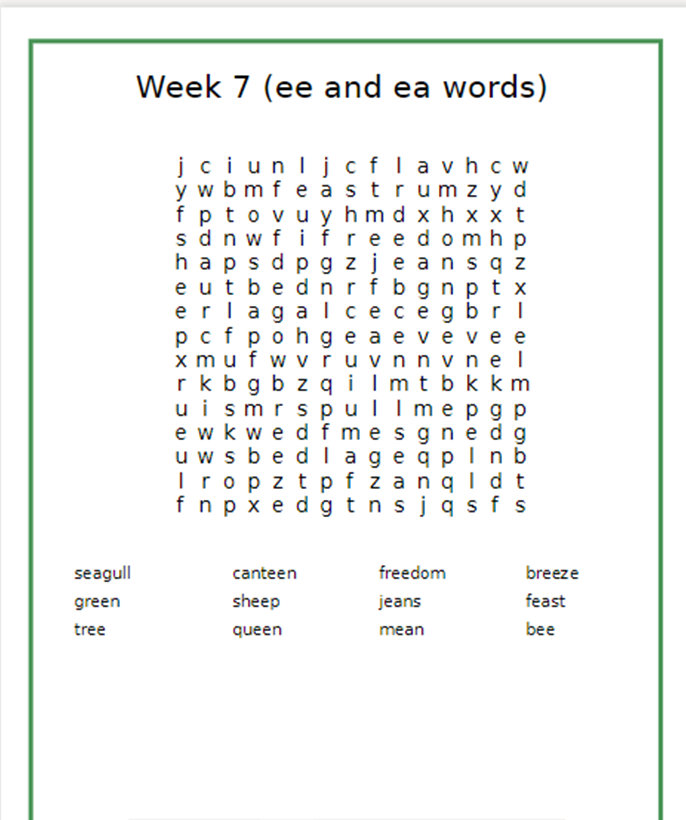 Week 7 (ee and ea words)
j c i u n l j c f l a v h c w
y w b m f e a s t r u m z y d
f p t o v u y h m d x h x x t
s d n w f i f r e e d o m h p
h a p s d p g z j e a n s q z
e u t b e d n r f b g n p t x
e r l a g a l c e c e g b r l
p c f p o h g e a e v e v e e
x m u f w v r u v n n v n e l
r k b g b z q i l m t b k k m
u i s m r s p u l l m e p g p
e w k w e d f m e s g n e d g
u w s b e d l a g e q p l n b
l r o p z t p f z a n q l d t
f n p x e d g t n s j q s f s
seagull canteen freedom breeze
green sheep jeans feast
tree queen mean bee